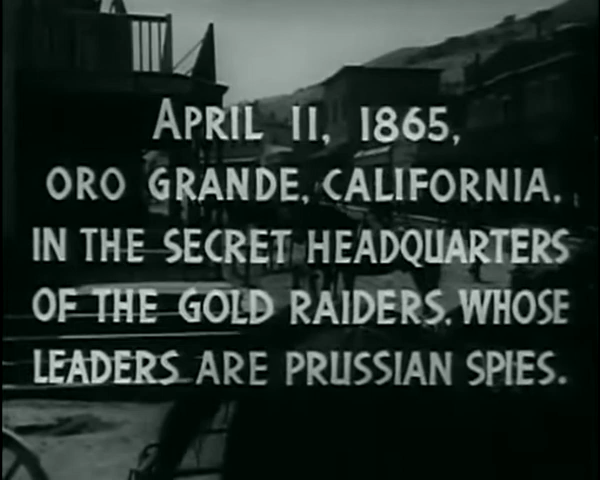 APRIL 11, 1865,
ORO GRANDE, CALIFORNIA.
IN THE SECRET HEADQUARTERS
OF THE GOLD RAIDERS, WHOSE
LEADERS ARE PRUSSIAN SPIES.